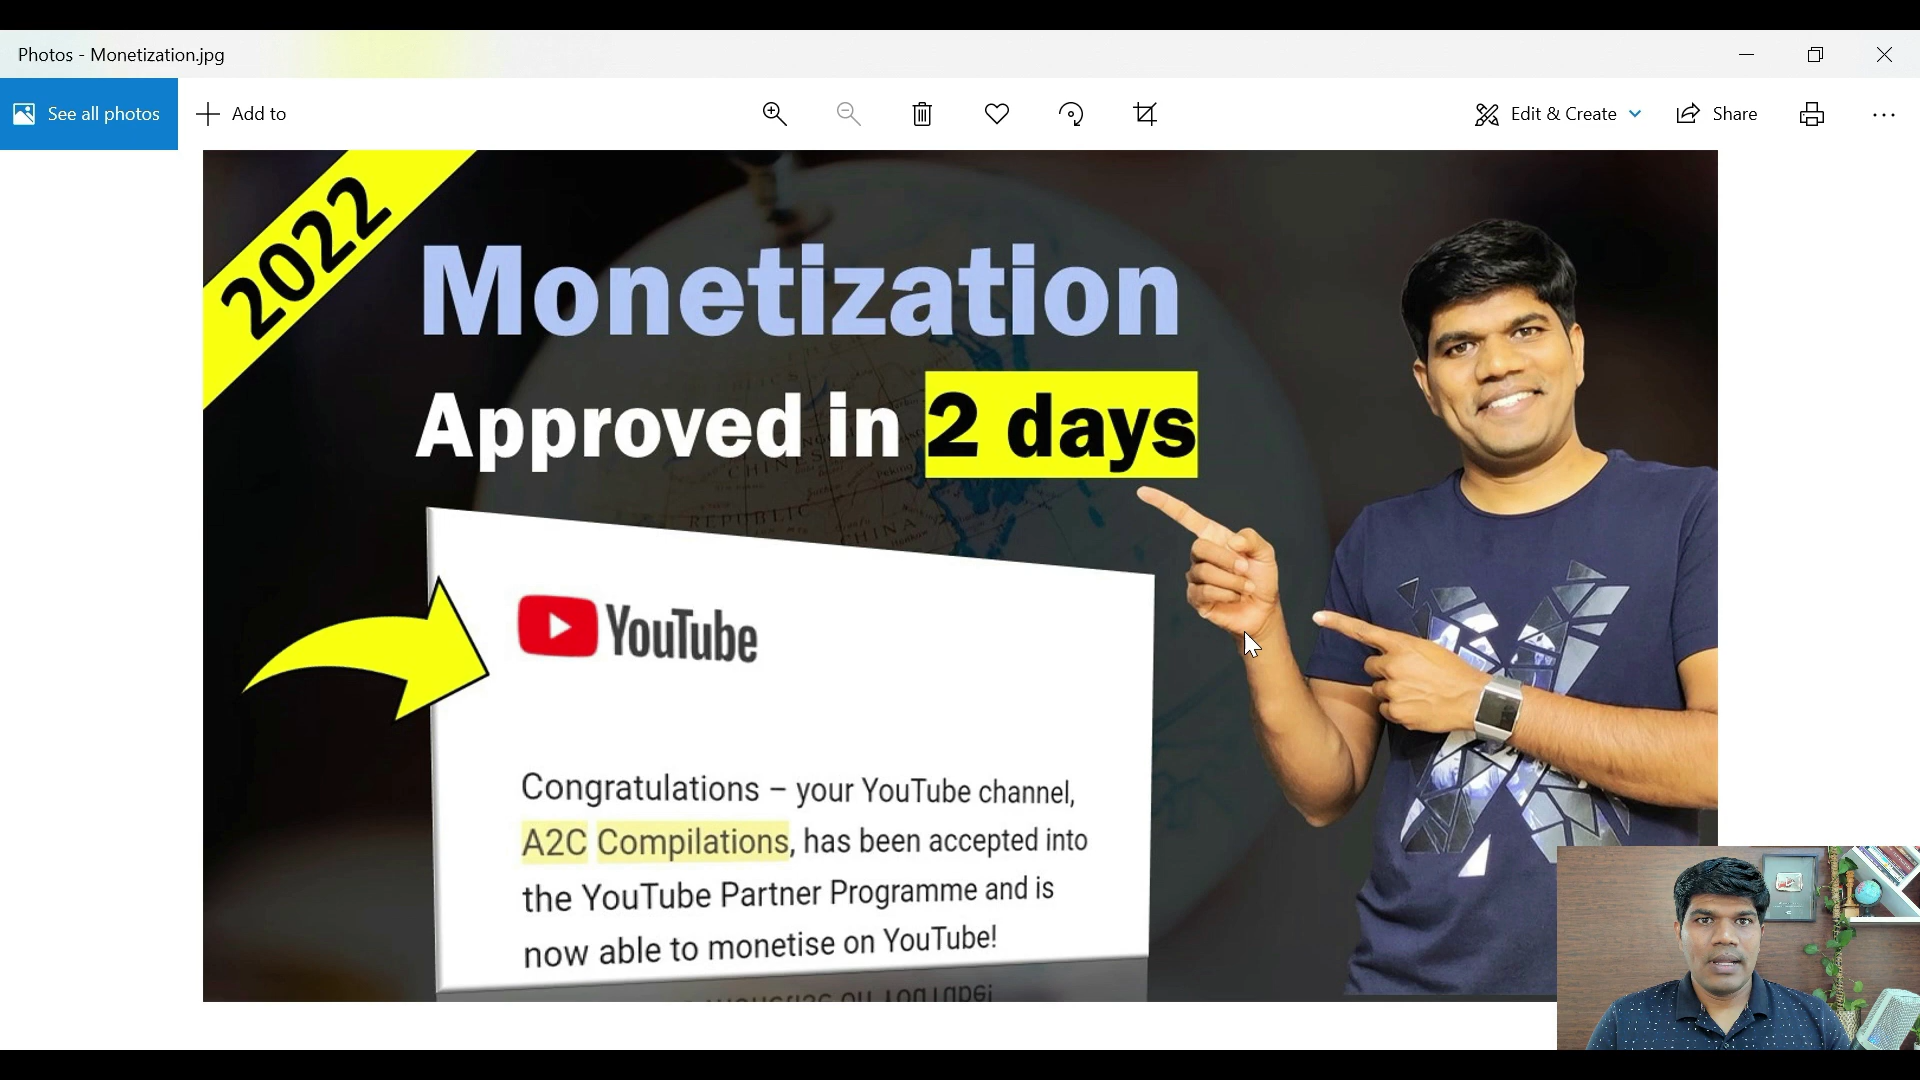 Photos - Monetization.jpg
See all photos
Add to
Edit & Create
Share
2022
Monetization
Approved in 2 days
REPUBLIC
CHINA
YouTube
Congratulations – your YouTube channel,
A2C Compilations, has been accepted into
the YouTube Partner Programme and is
now able to monetise on YouTube!